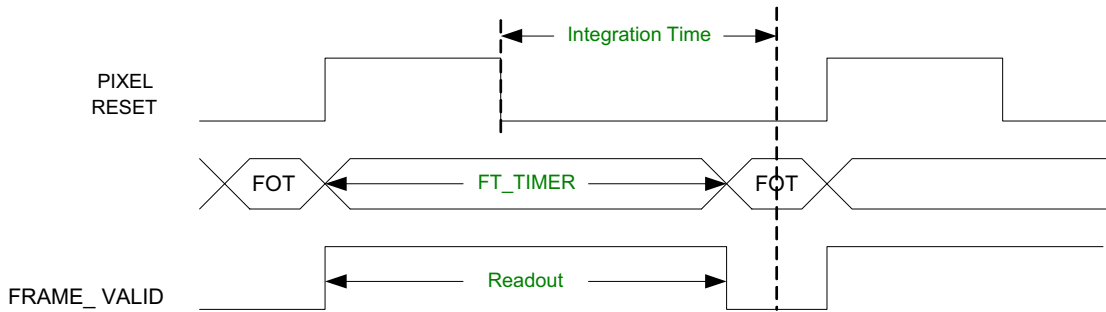 Integration Time
PIXEL
RESET
FOT
FT_TIMER
FOT
Readout
FRAME_ VALID